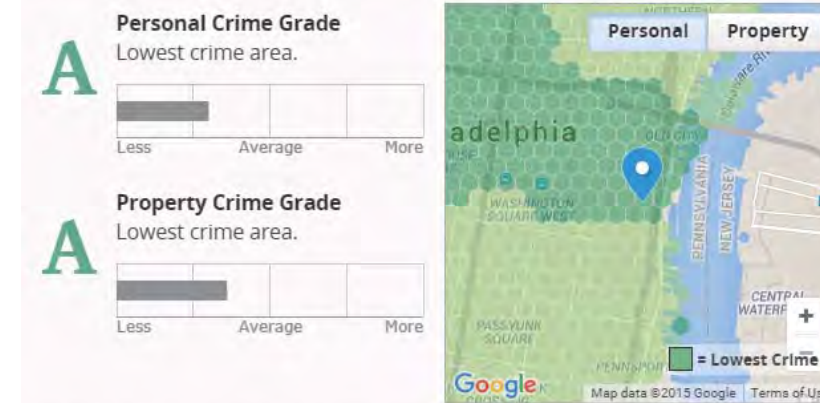 A
Personal Crime Grade
Lowest crime area.
Less Average More
A
Property Crime Grade
Lowest crime area.
Less Average More
Personal Property
adelphia
OLD CITY
WASHINGTON
SQUARE WEST
PENNSYLVANIA
NEW JERSEY
CENTRAL
WATERF
+
PASSYUNK
SQUARE
= Lowest Crime
Google
Map data ©2015 Google Terms of Us